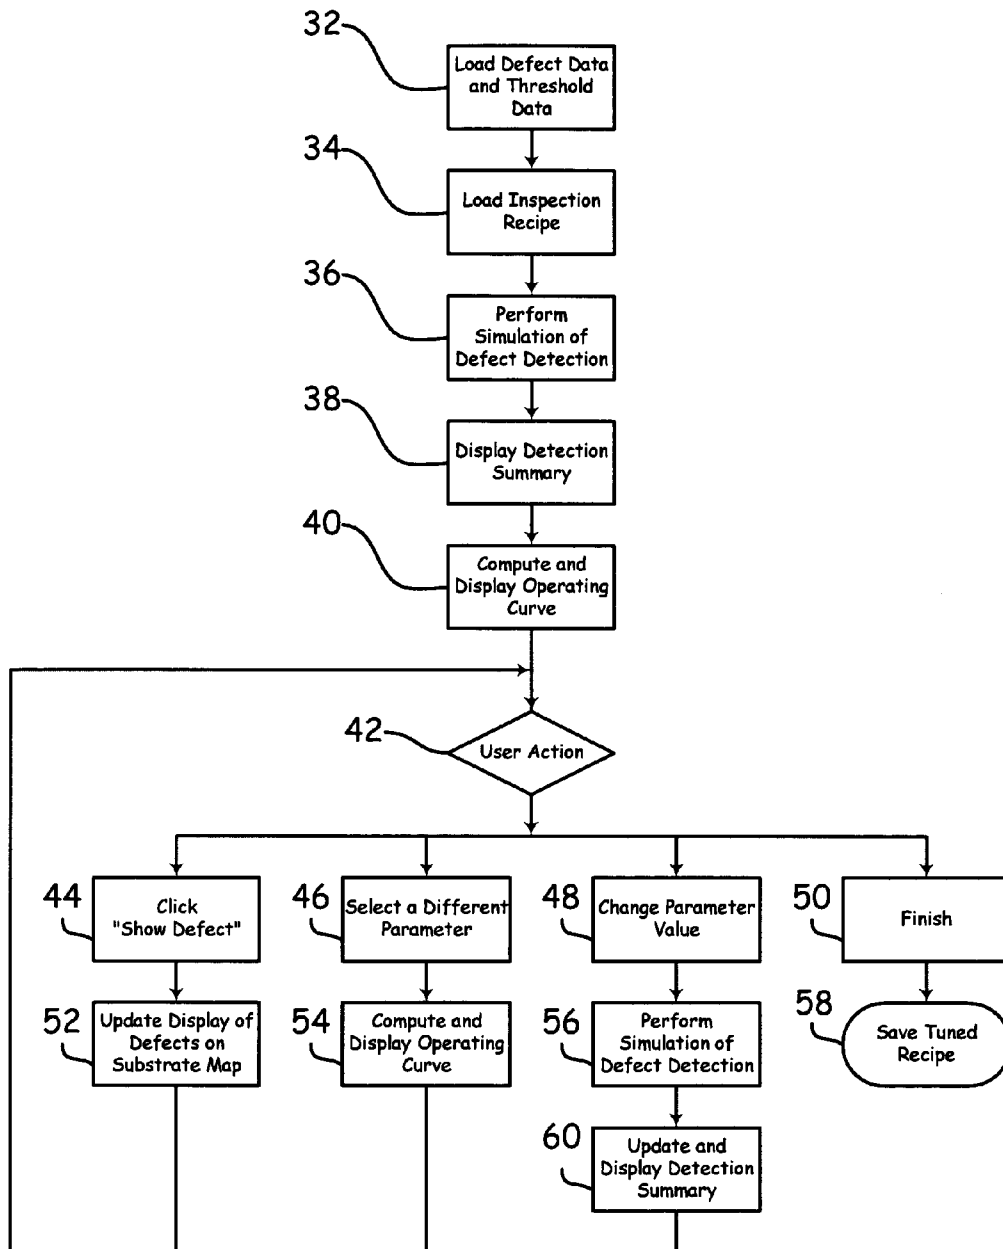 32
Load Defect Data
and Threshold
Data
34
Load Inspection
Recipe
36
Perform
Simulation of
Defect Detection
38
Display Detection
Summary
40
Compute and
Display Operating
Curve
42
User Action
44
Click
"Show Defect"
46
Select a Different
Parameter
48
Change Parameter
Value
50
Finish
52
Update Display of
Defects on
Substrate Map
54
Compute and
Display Operating
Curve
56
Perform
Simulation of
Defect Detection
58
Save Tuned
Recipe
60
Update and
Display Detection
Summary